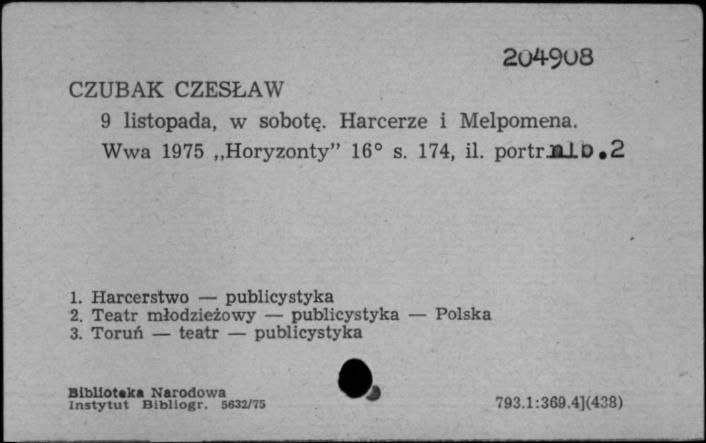 204908
CZUBAK CZESŁAW
9 listopada, w sobotę. Harcerze i Melpomena.
Wwa 1975 „Horyzonty” 16° s. 174, il. portr. nlb.2
1. Harcerstwo — publicystyka
2. Teatr młodzieżowy — publicystyka — Polska
3. Toruń — teatr — publicystyka
Biblioteka Narodowa
Instytut Bibliogr. 5632/75
793.1:369.4](438)